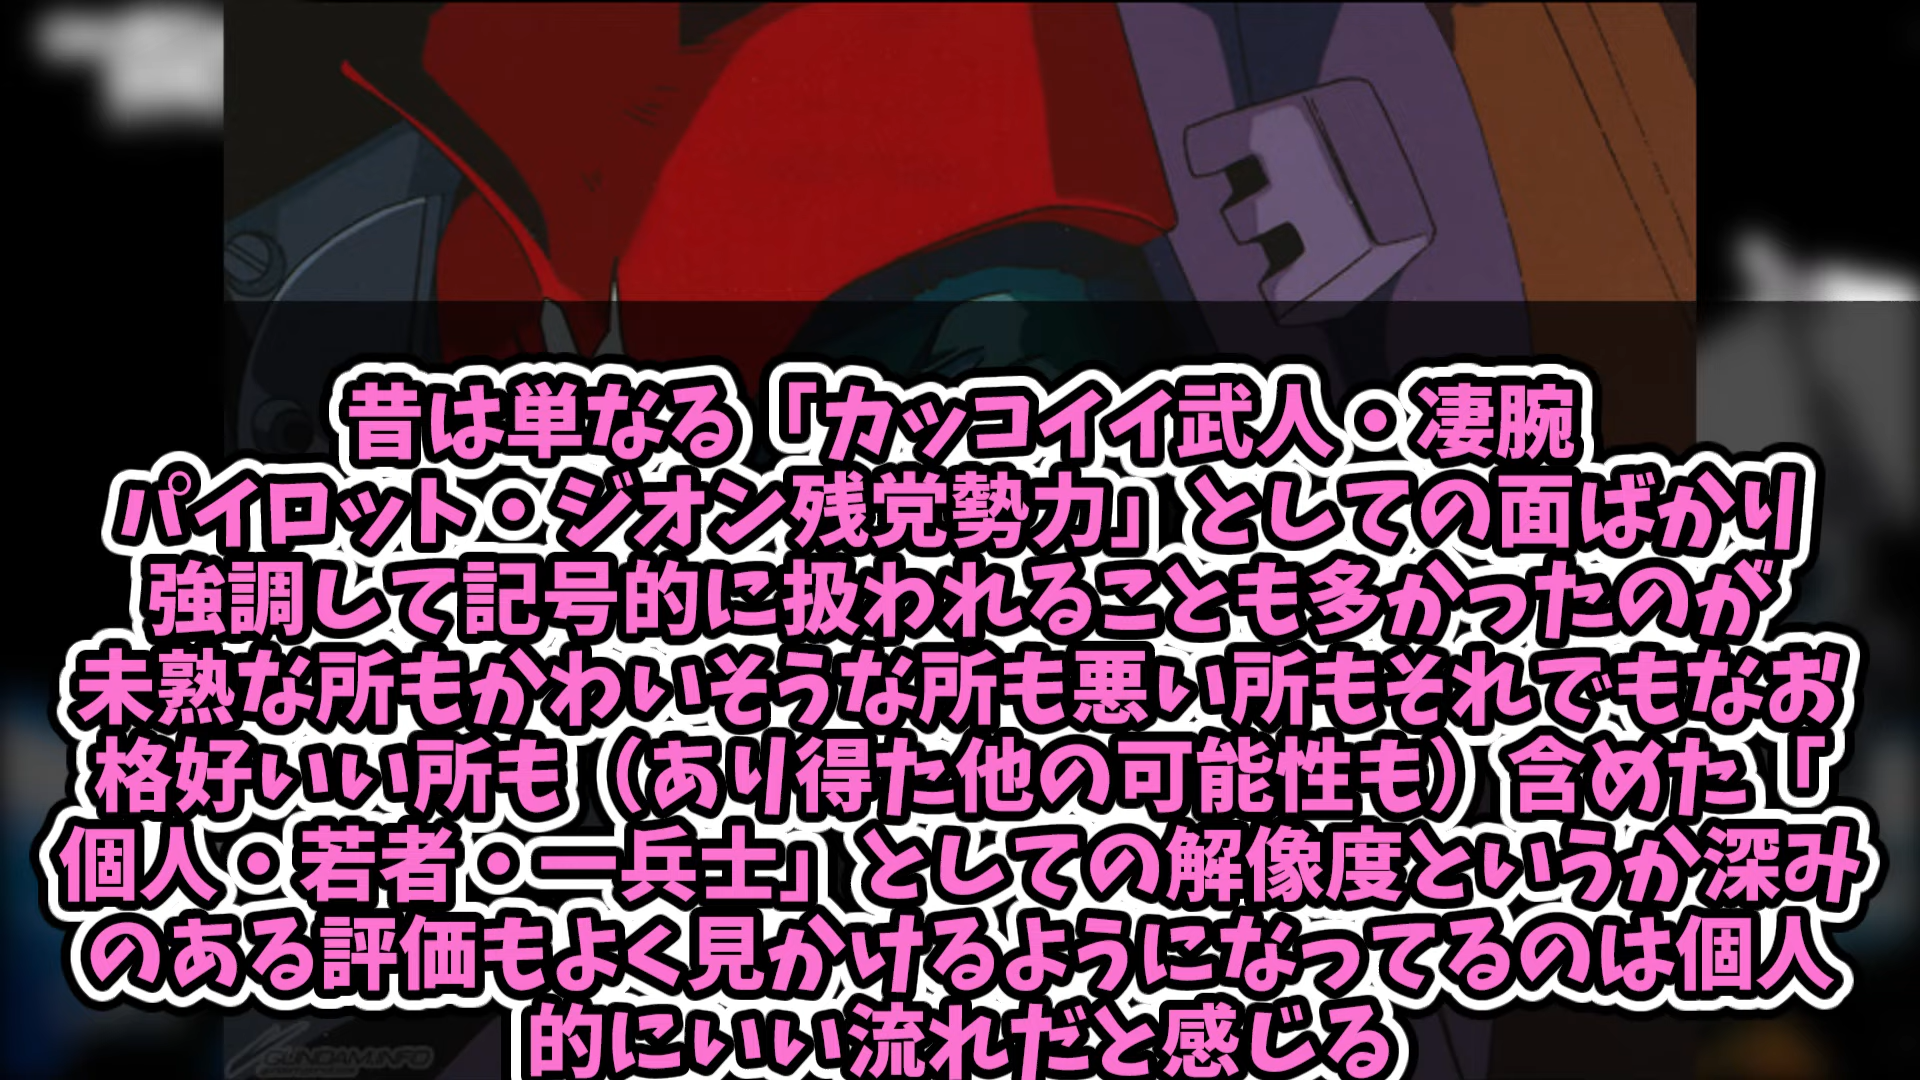 昔は単なる「カッコイイ武人・凄腕
パイロット・ジオン残党勢力」としての面ばかり
強調して記号的に扱われることも多かったのが
未熟な所もかわいそうな所も悪い所もそれでもなお
格好いい所も（あり得た他の可能性も）含めた「
個人・若者・一兵士」としての解像度というか深み
のある評価もよく見かけるようになってるのは個人
的にいい流れだと感じる
GUNDAM.INFO